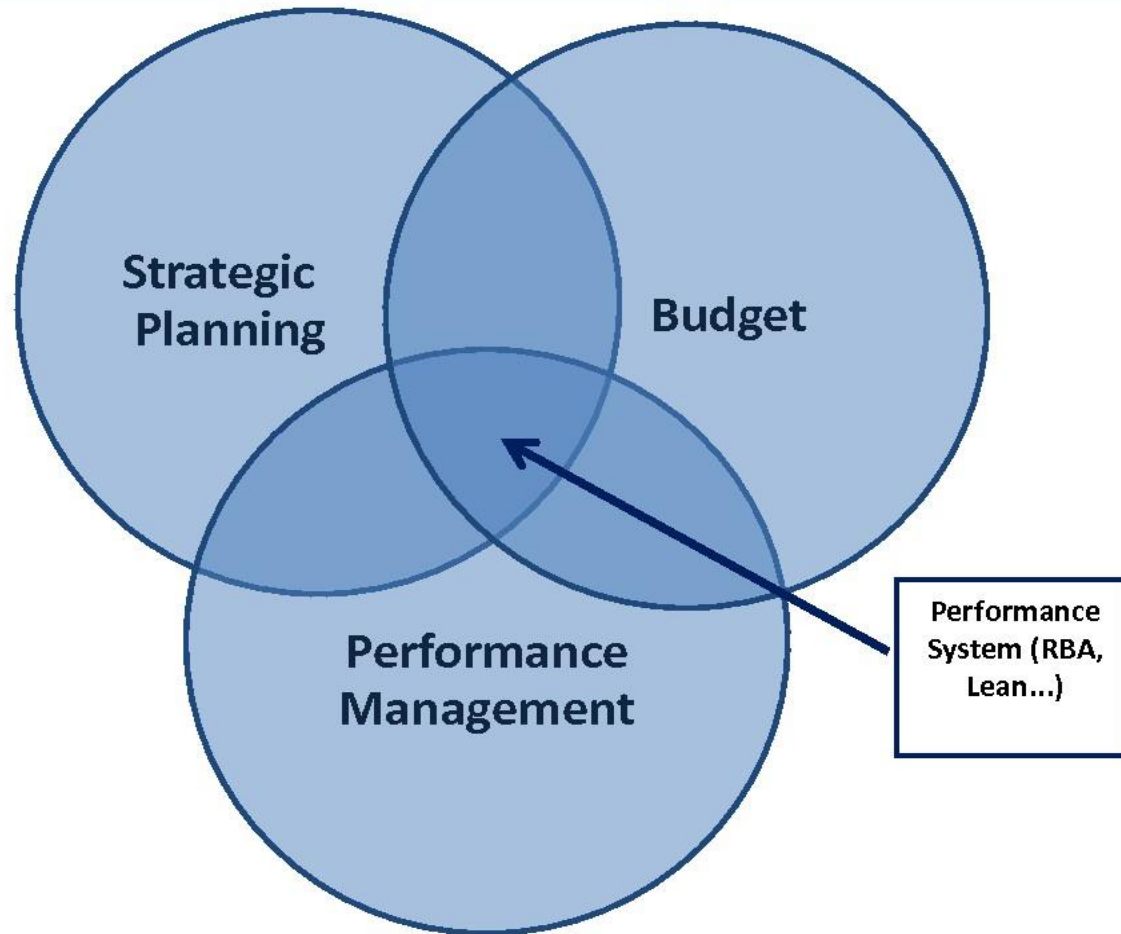 Strategic
Planning
Budget
Performance
Management
Performance
System (RBA,
Lean...)